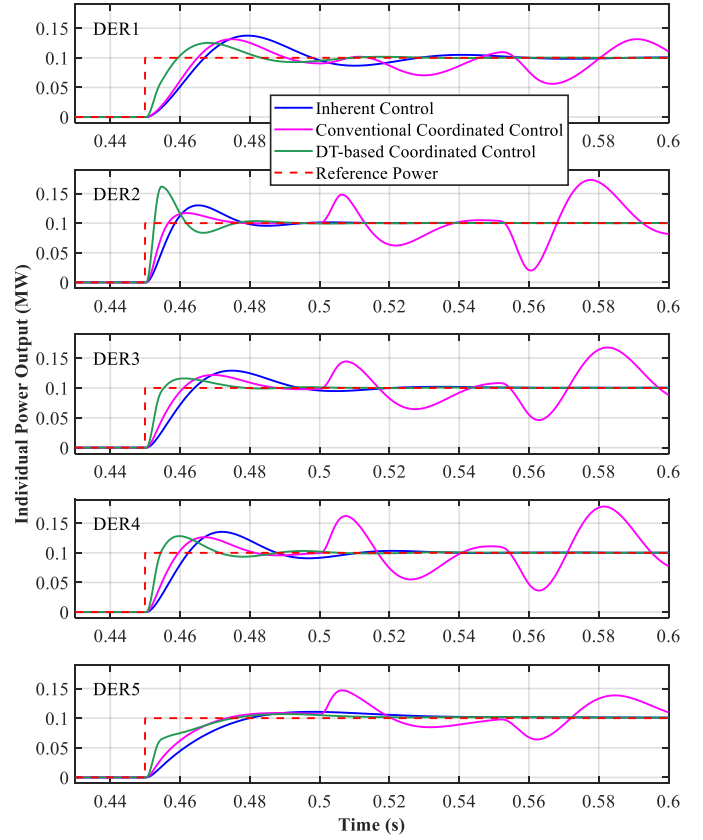 DER1
0.15
0.1
0.05
0
0.44 0.46 0.48 0.5 0.52 0.54 0.56 0.58 0.6
Inherent Control
Conventional Coordinated Control
DT-based Coordinated Control
Reference Power
DER2
0.15
0.1
0.05
0
0.44 0.46 0.48 0.5 0.52 0.54 0.56 0.58 0.6
Individual Power Output (MW)
DER3
0.15
0.1
0.05
0
0.44 0.46 0.48 0.5 0.52 0.54 0.56 0.58 0.6
DER4
0.15
0.1
0.05
0
0.44 0.46 0.48 0.5 0.52 0.54 0.56 0.58 0.6
DER5
0.15
0.1
0.05
0
0.44 0.46 0.48 0.5 0.52 0.54 0.56 0.58 0.6
Time (s)